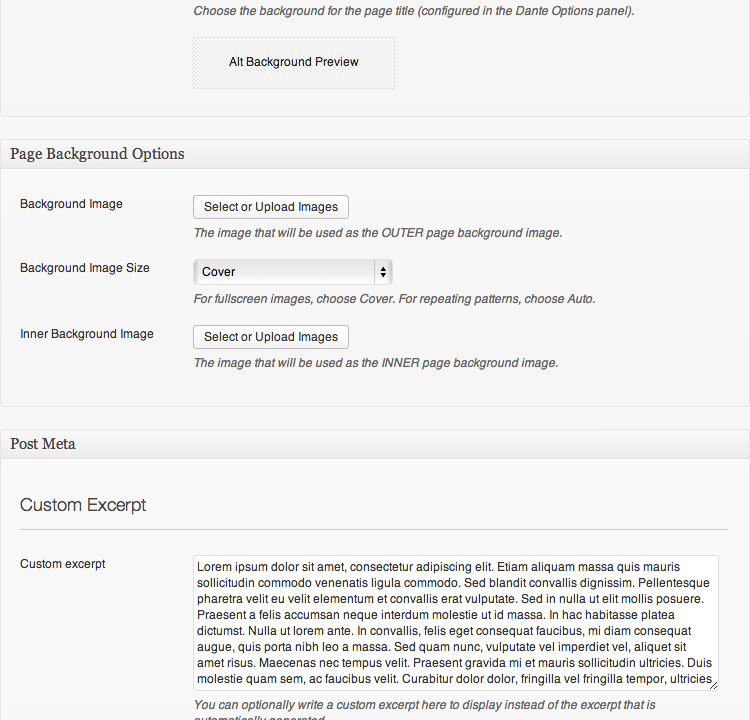 Choose the background for the page title (configured in the Dante Options panel).
Alt Background Preview
Page Background Options
Background Image
Select or Upload Images
The image that will be used as the OUTER page background image.
Background Image Size
Cover
For fullscreen images, choose Cover. For repeating patterns, choose Auto.
Inner Background Image
Select or Upload Images
The image that will be used as the INNER page background image.
Post Meta
Custom Excerpt
Custom excerpt
Lorem ipsum dolor sit amet, consectetur adipiscing elit. Etiam aliquam massa quis mauris
sollicitudin commodo venenatis ligula commodo. Sed blandit convallis dignissim. Pellentesque
pharetra velit eu velit elementum et convallis erat vulputate. Sed in nulla ut elit mollis posuere.
Praesent a felis accumsan neque interdum molestie ut id massa. In hac habitasse platea
dictumst. Nulla ut lorem ante. In convallis, felis eget consequat faucibus, mi diam consequat
augue, quis porta nibh leo a massa. Sed quam nunc, vulputate vel imperdiet vel, aliquet sit
amet risus. Maecenas nec tempus velit. Praesent gravida mi et mauris sollicitudin ultricies. Duis
molestie quam sem, ac faucibus velit. Curabitur dolor dolor, fringilla vel fringilla tempor, ultricies
You can optionally write a custom excerpt here to display instead of the excerpt that is
automatically generated.